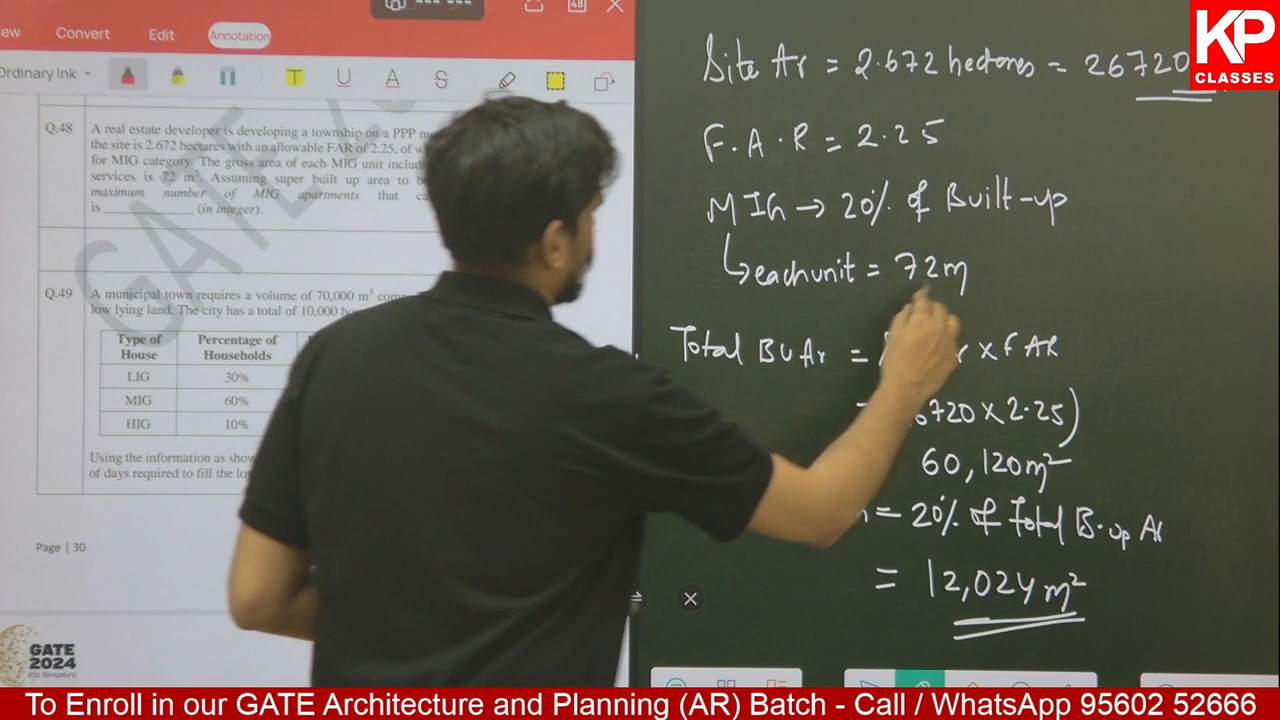 Convert Edit Annotation
Ordinary Ink
48
Q.48 A real estate developer is developing a township on a PPP
the site is 2.672 hectares with an allowable FAR of 2.25, of
for MIG category. The gross area of each MIG unit
services is 72 m². Assuming super built up area to
maximum number of MIG apartments that
is ____________ (in integer).
Q.49 A municipal town requires a volume of 70,000 m³
low lying land. The city has a total of 10,000
Type of House Percentage of Households
LIG 30%
MIG 60%
HIG 10%
Using the information as
of days required to fill the
Page | 30
GATE
2024
IISc Bengaluru
Site Ar = 2.672 hectares = 26720
F.A.R = 2.25
MIG → 20% of Built-up
↳ each unit = 72m
Total BU Ar = × FAR
720 × 2.25)
60,120m²
= 20% of Total B-up Ar
= 12,024 m²
KP
CLASSES
To Enroll in our GATE Architecture and Planning (AR) Batch - Call / WhatsApp 95602 52666